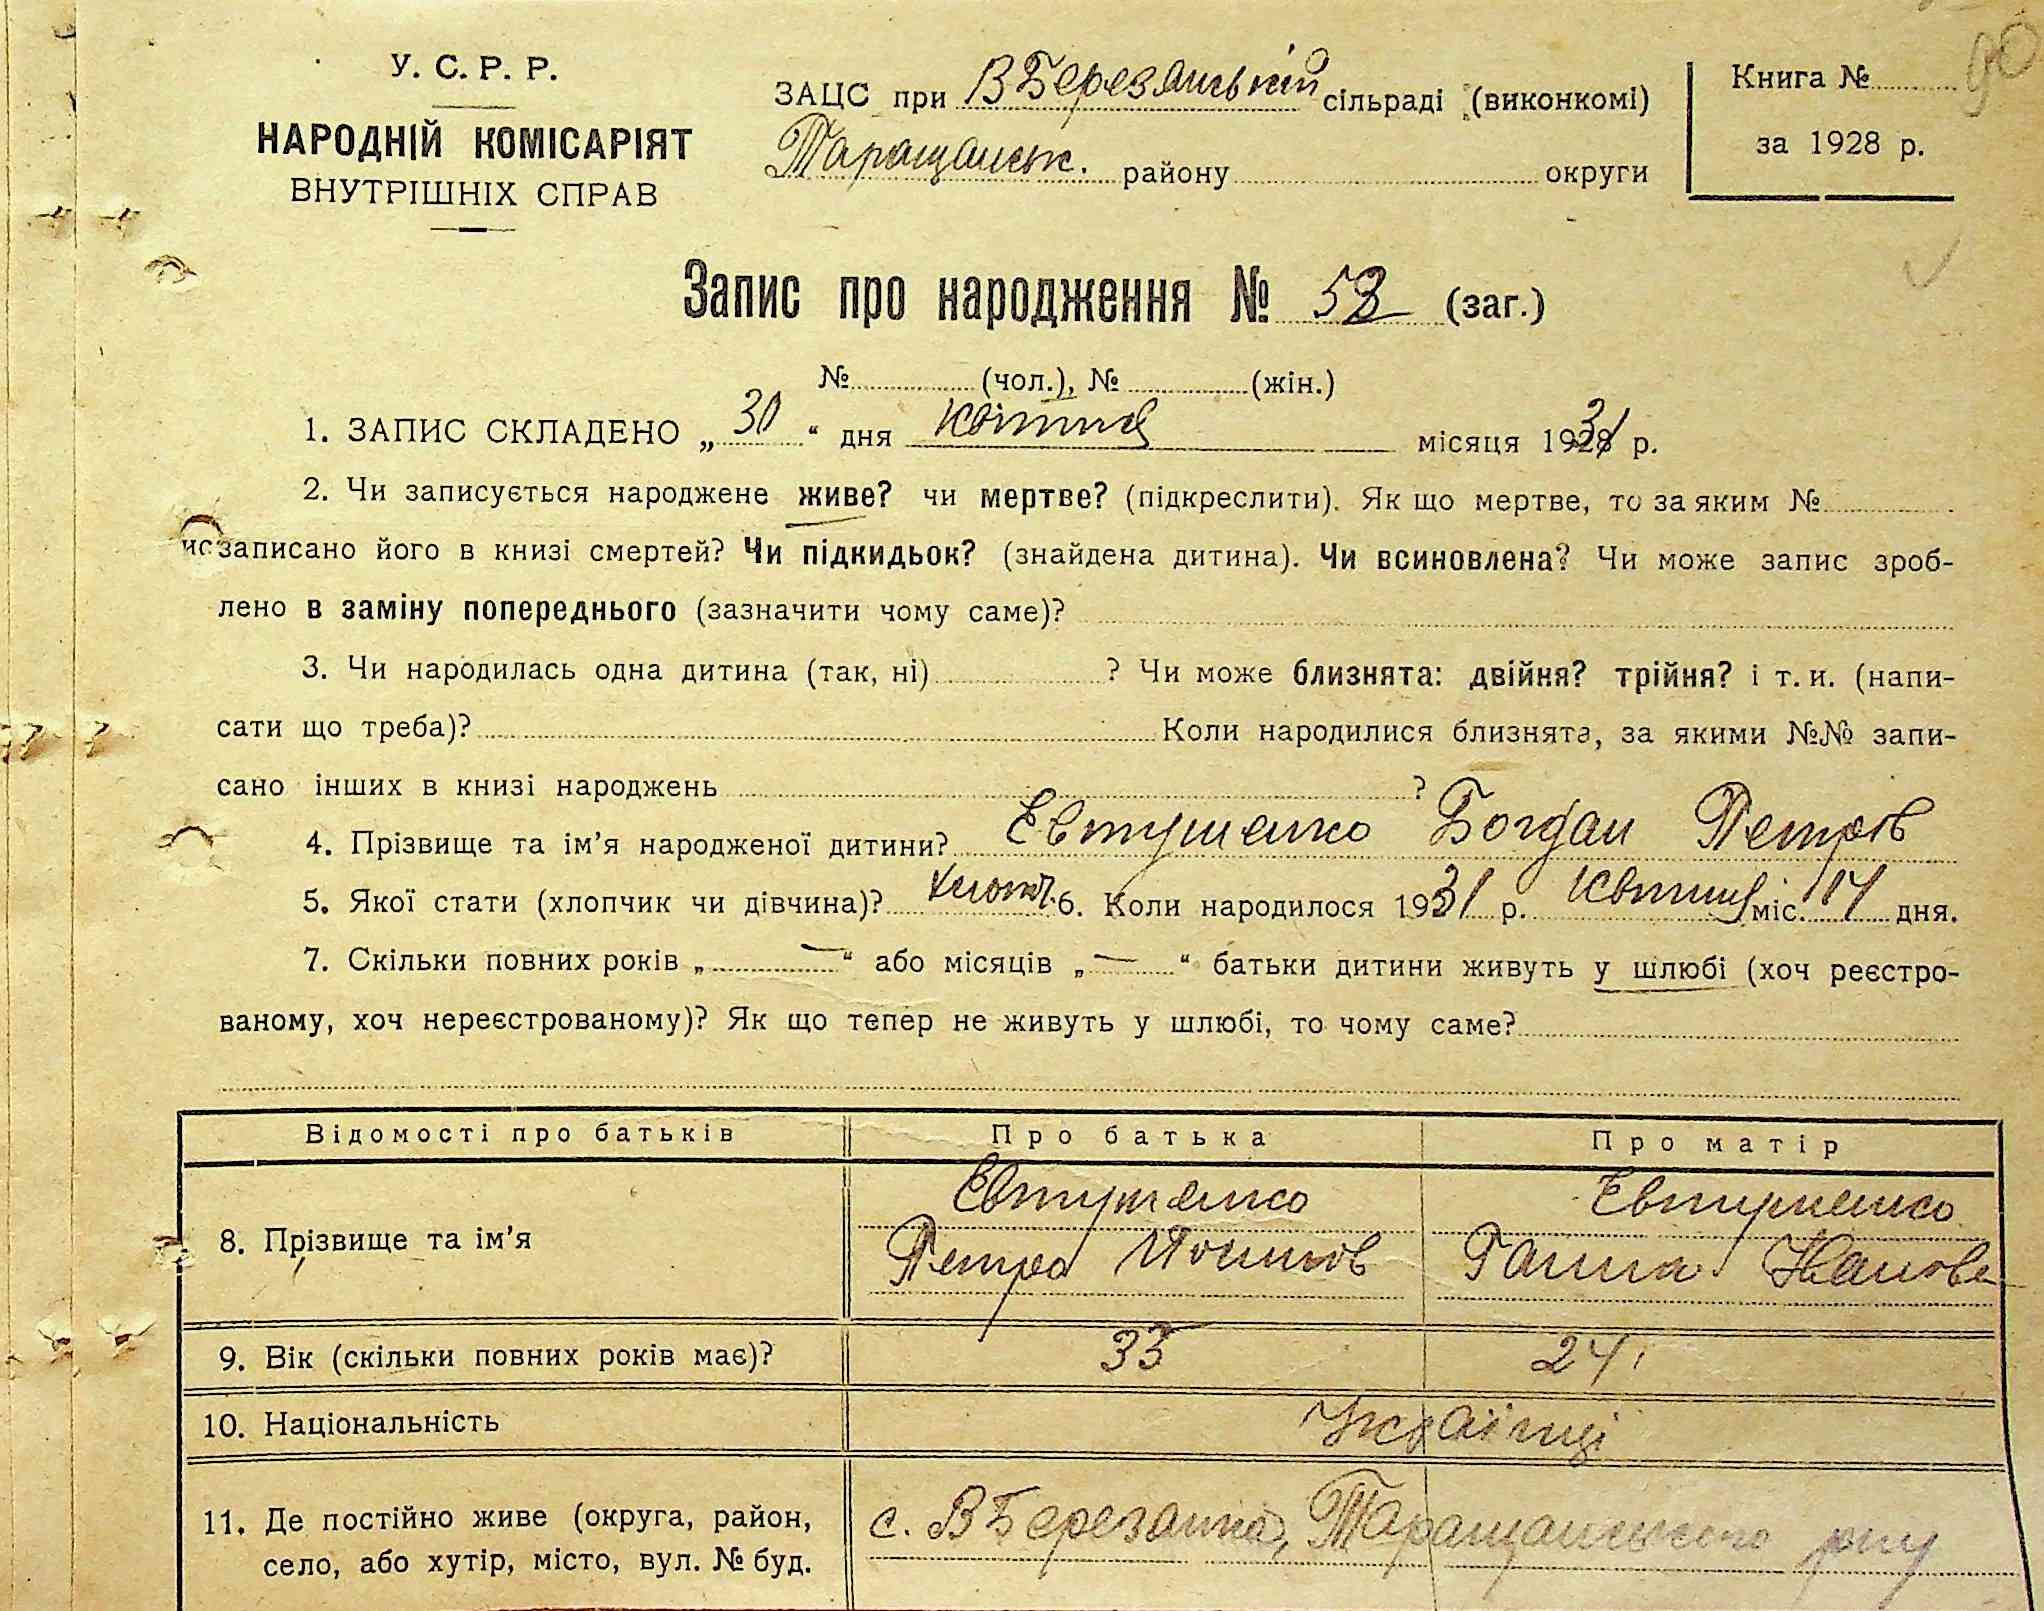 90
У. С. Р. Р.
НАРОДНІЙ КОМІСАРІЯТ
ВНУТРІШНІХ СПРАВ
ЗАЦС при В Березанській сільраді (виконкомі)
Таращанськ. району округи
Книга №
за 1928 р.
Запис про народження № (заг.)
№ (чол.), № (жін.)
1. ЗАПИС СКЛАДЕНО „ 30 “ дня квітня місяця 1931 р.
2. Чи записується народжене живе? чи мертве? (підкреслити). Як що мертве, то за яким №
записано його в книзі смертей? Чи підкидьок? (знайдена дитина). Чи всиновлена? Чи може запис зроб-
лено в заміну попереднього (зазначити чому саме)?
3. Чи народилась одна дитина (так, ні) ? Чи може близнята: двійня? трійня? і т. и. (напи-
сати що треба)? Коли народилися близнята, за якими №№ запи-
сано інших в книзі народжень ?
4. Прізвище та ім’я народженої дитини? Евтушенко Богдан Петров
5. Якої стати (хлопчик чи дівчина)? хлопч. 6. Коли народилося 1931 р. квітня міс. 14 дня.
7. Скільки повних років „ — “ або місяців „ — “ батьки дитини живуть у шлюбі (хоч реєстро-
ваному, хоч нереєстрованому)? Як що тепер не живуть у шлюбі, то чому саме?
Відомості про батьків Про батька Про матір
8. Прізвище та ім’я
Евтушенко Евтушенко
Петро Ганна
9. Вік (скільки повних років має)? 33 24
10. Національність Українці
11. Де постійно живе (округа, район,
село, або хутір, місто, вул. № буд.
с. В Березанка, Таращанського р-ну